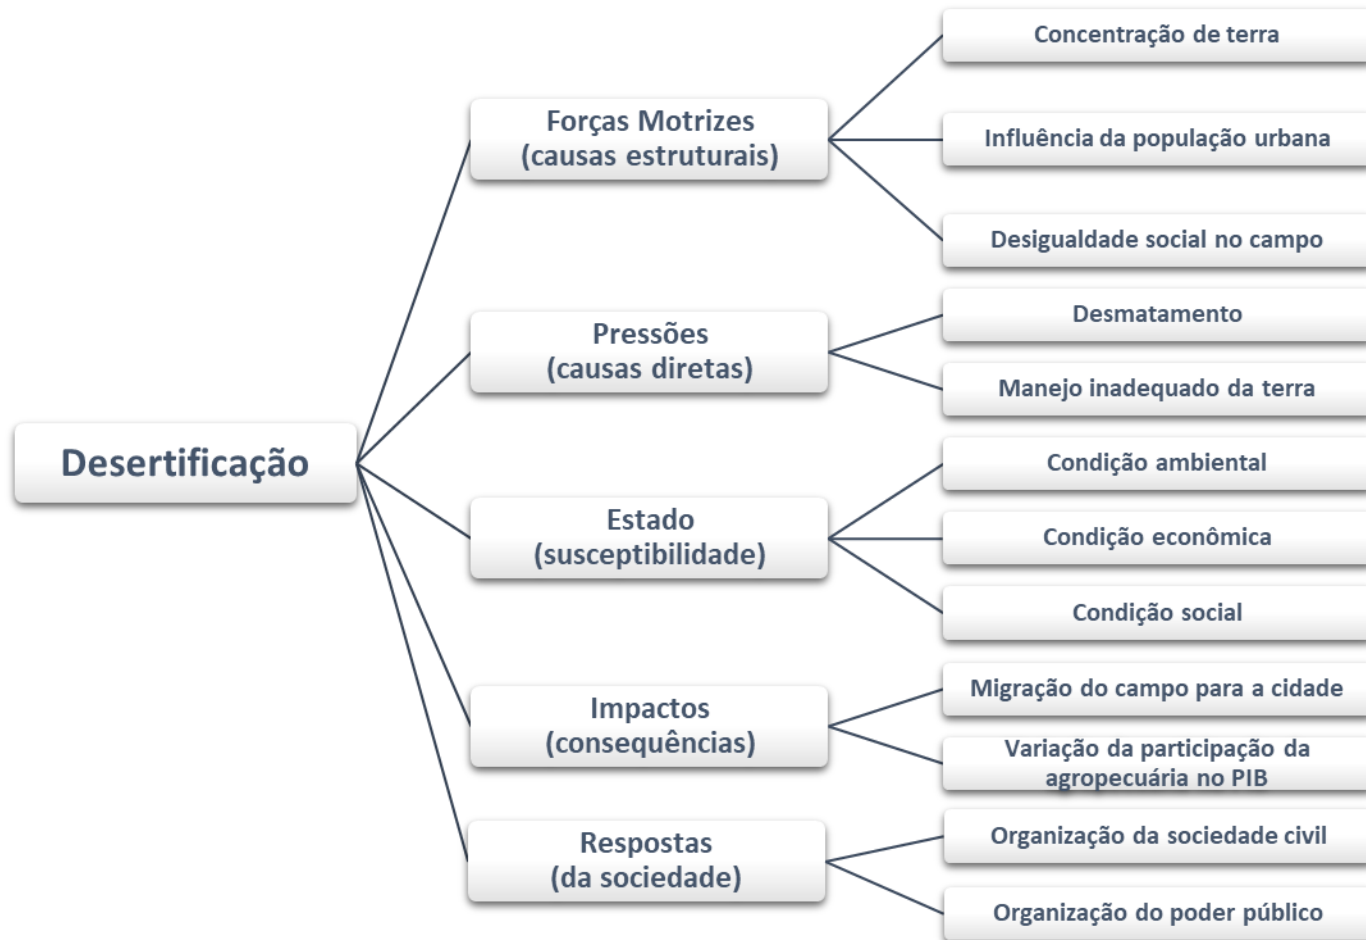 Desertificação
Forças Motrizes
(causas estruturais)
Concentração de terra
Influência da população urbana
Desigualdade social no campo
Pressões
(causas diretas)
Desmatamento
Manejo inadequado da terra
Estado
(susceptibilidade)
Condição ambiental
Condição econômica
Condição social
Impactos
(consequências)
Migração do campo para a cidade
Variação da participação da
agropecuária no PIB
Respostas
(da sociedade)
Organização da sociedade civil
Organização do poder público